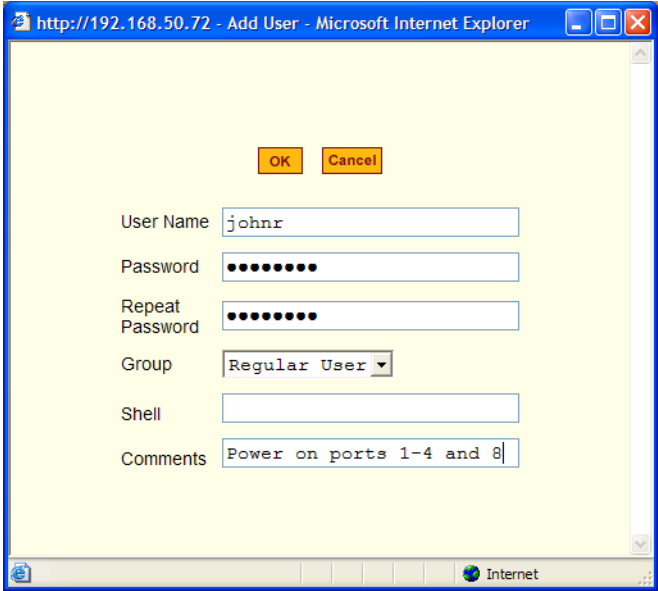 http://192.168.50.72 - Add User - Microsoft Internet Explorer
OK Cancel
User Name johnr
Password ●●●●●●●●
Repeat Password ●●●●●●●●
Group Regular User
Shell
Comments Power on ports 1-4 and 8
Internet